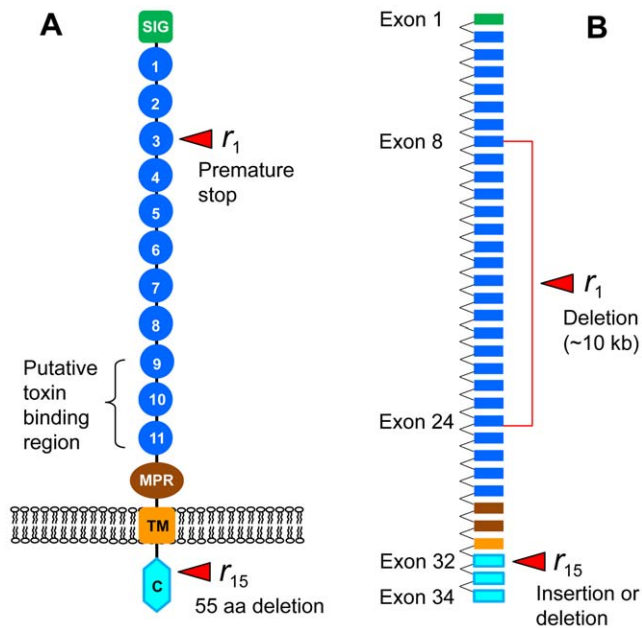 A
SIG
1
2
3
r1
Premature
stop
4
5
6
7
8
Putative
toxin
binding
region
9
10
11
MPR
TM
C
r15
55 aa deletion
B
Exon 1
Exon 8
r1
Deletion
(~10 kb)
Exon 24
Exon 32
r15
Insertion or
deletion
Exon 34